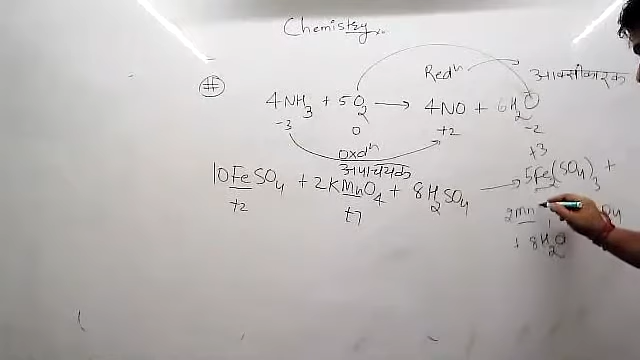 Chemistry
Redⁿ → आक्सीकारक
#
4NH₃ + 5O₂ → 4NO + 6H₂O
-3 0 +2 -2
oxdⁿ +3
अपचायक
10FeSO₄ + 2KMnO₄ + 8H₂SO₄ → 5Fe₂(SO₄)₃ +
+2 +7
2Mn
+ 8H₂O